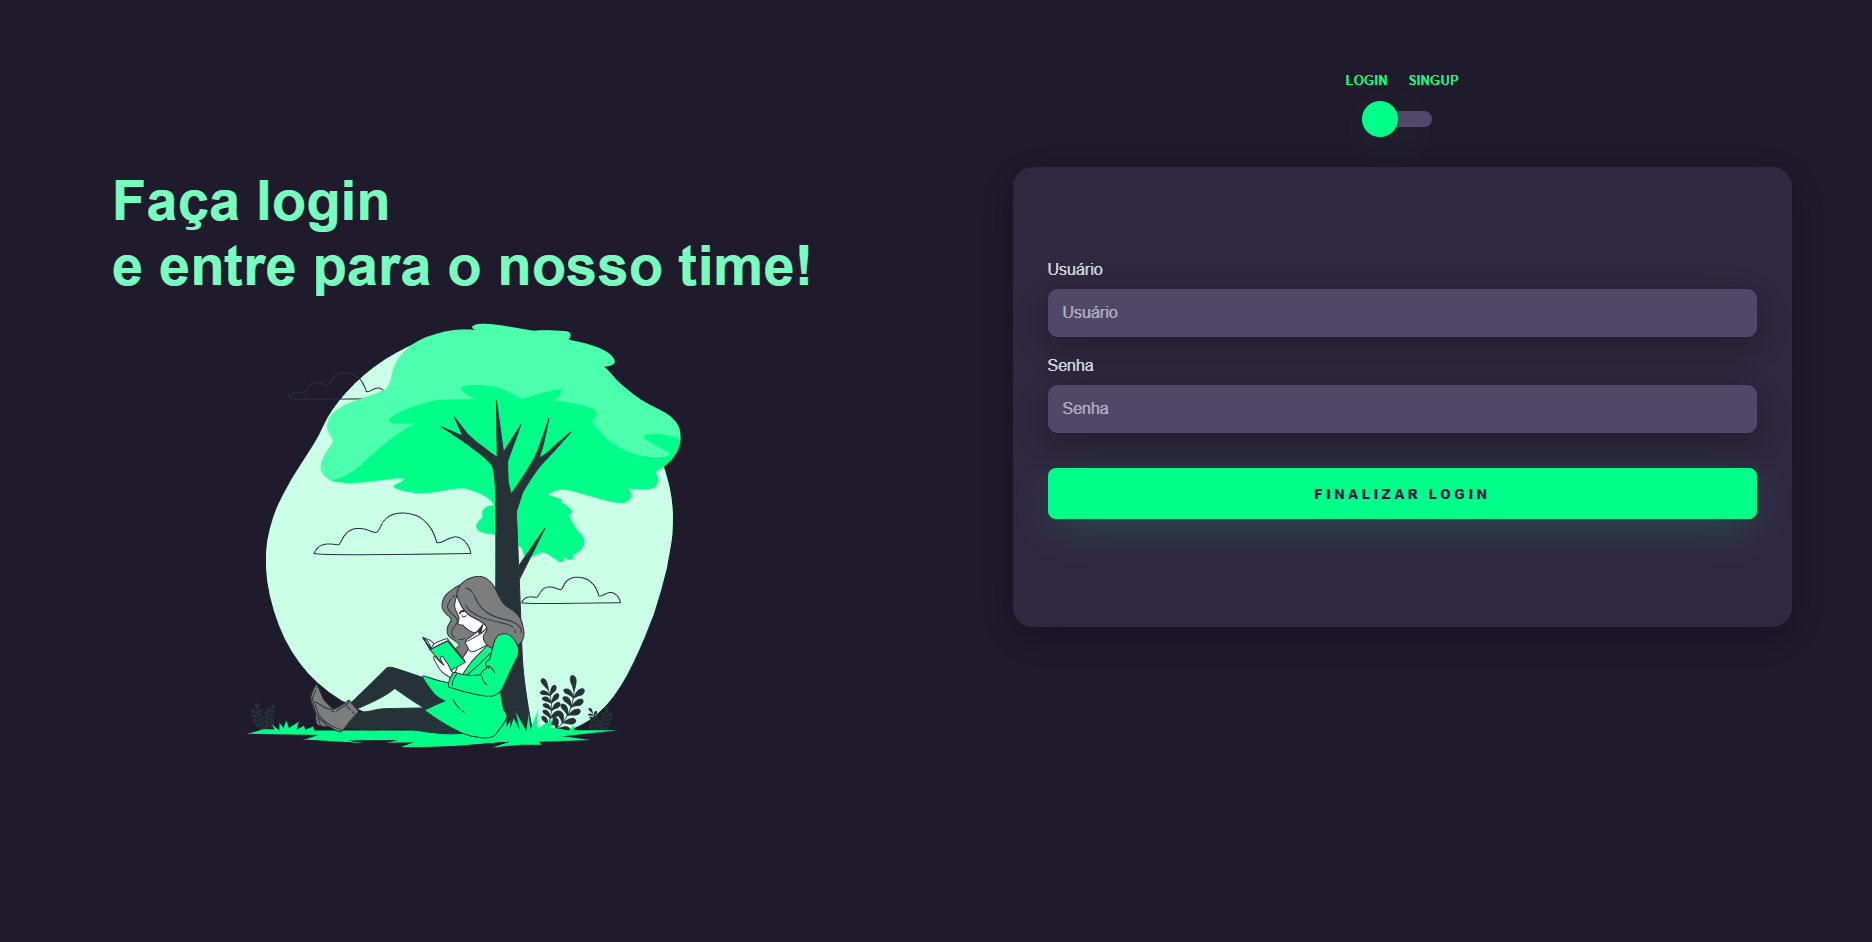 LOGIN SINGUP
Faça login
e entre para o nosso time!
Usuário
Usuário
Senha
Senha
FINALIZAR LOGIN